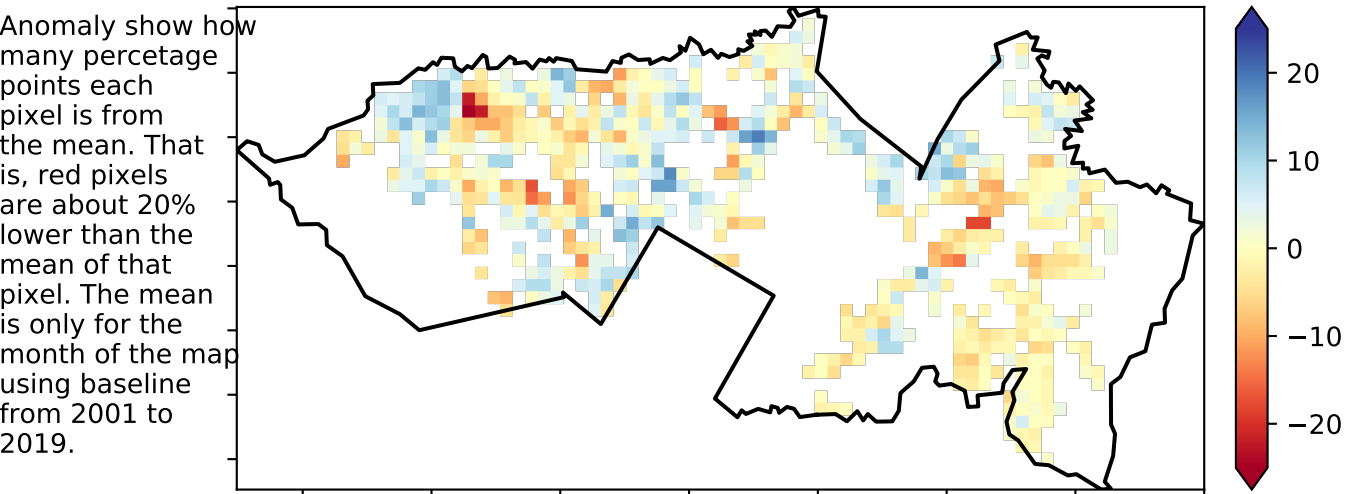 Anomaly show how
many percetage
points each
pixel is from
the mean. That
is, red pixels
are about 20%
lower than the
mean of that
pixel. The mean
is only for the
month of the map
using baseline
from 2001 to
2019.
20
10
0
−10
−20